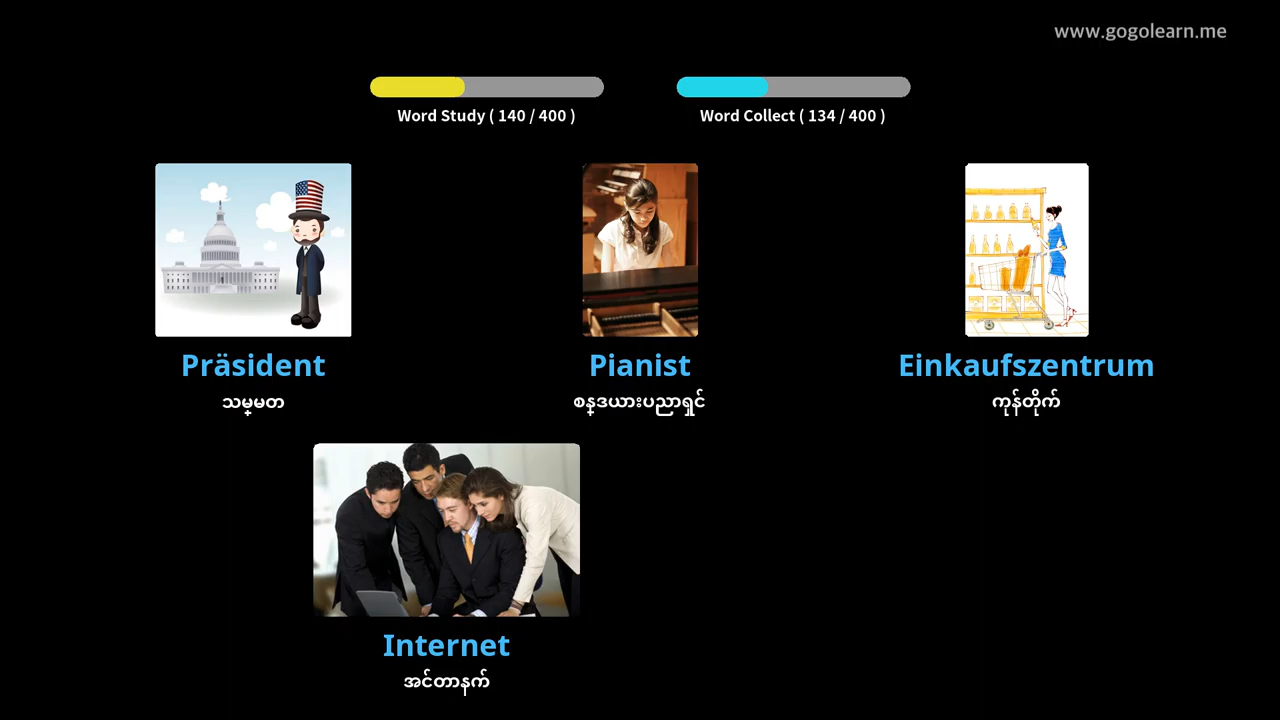 www.gogolearn.me
Word Study ( 140 / 400 )
Word Collect ( 134 / 400 )
Präsident
Pianist
Einkaufszentrum
သမ္မတ
စန္ဒယားပညာရှင်
ကုန်တိုက်
Internet
အင်တာနက်